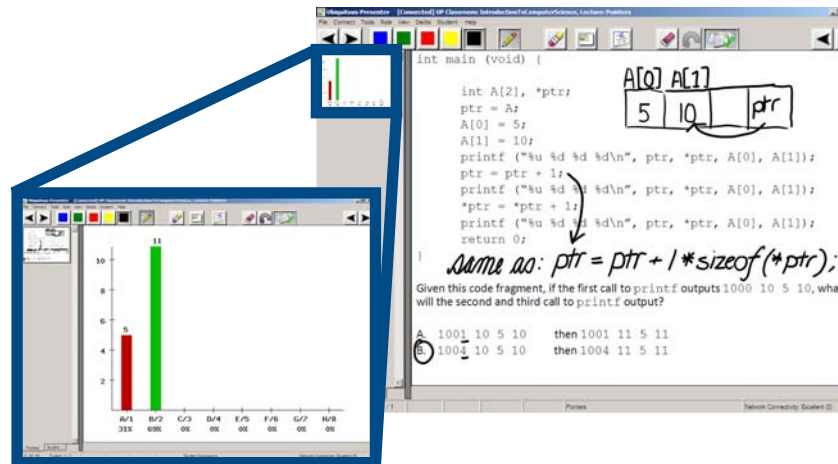 Ubiquitous Presenter [Connected] UP Classroom: IntroductionToComputerScience, Lecture: Pointers
File Connect Tools Role View Decks Student Help
int main (void) {
int A[2], *ptr;
ptr = A;
A[0] = 5;
A[1] = 10;
printf ("%u %d %d %d\n", ptr, *ptr, A[0], A[1]);
ptr = ptr + 1;
printf ("%u %d %d %d\n", ptr, *ptr, A[0], A[1]);
*ptr = *ptr + 1;
printf ("%u %d %d %d\n", ptr, *ptr, A[0], A[1]);
return 0;
}
A[0] A[1]
5 10 ptr
same as: ptr = ptr + 1*sizeof(*ptr);
Given this code fragment, if the first call to printf outputs 1000 10 5 10, wha
will the second and third call to printf output?
A. 1001 10 5 10 then 1001 11 5 11
B. 1004 10 5 10 then 1004 11 5 11
Pointers
Network Connectivity: Excellent (0)
11
10
8
6
5
4
2
A/1 B/2 C/3 D/4 E/5 F/6 G/7 H/8
31% 69% 0% 0% 0% 0% 0% 0%